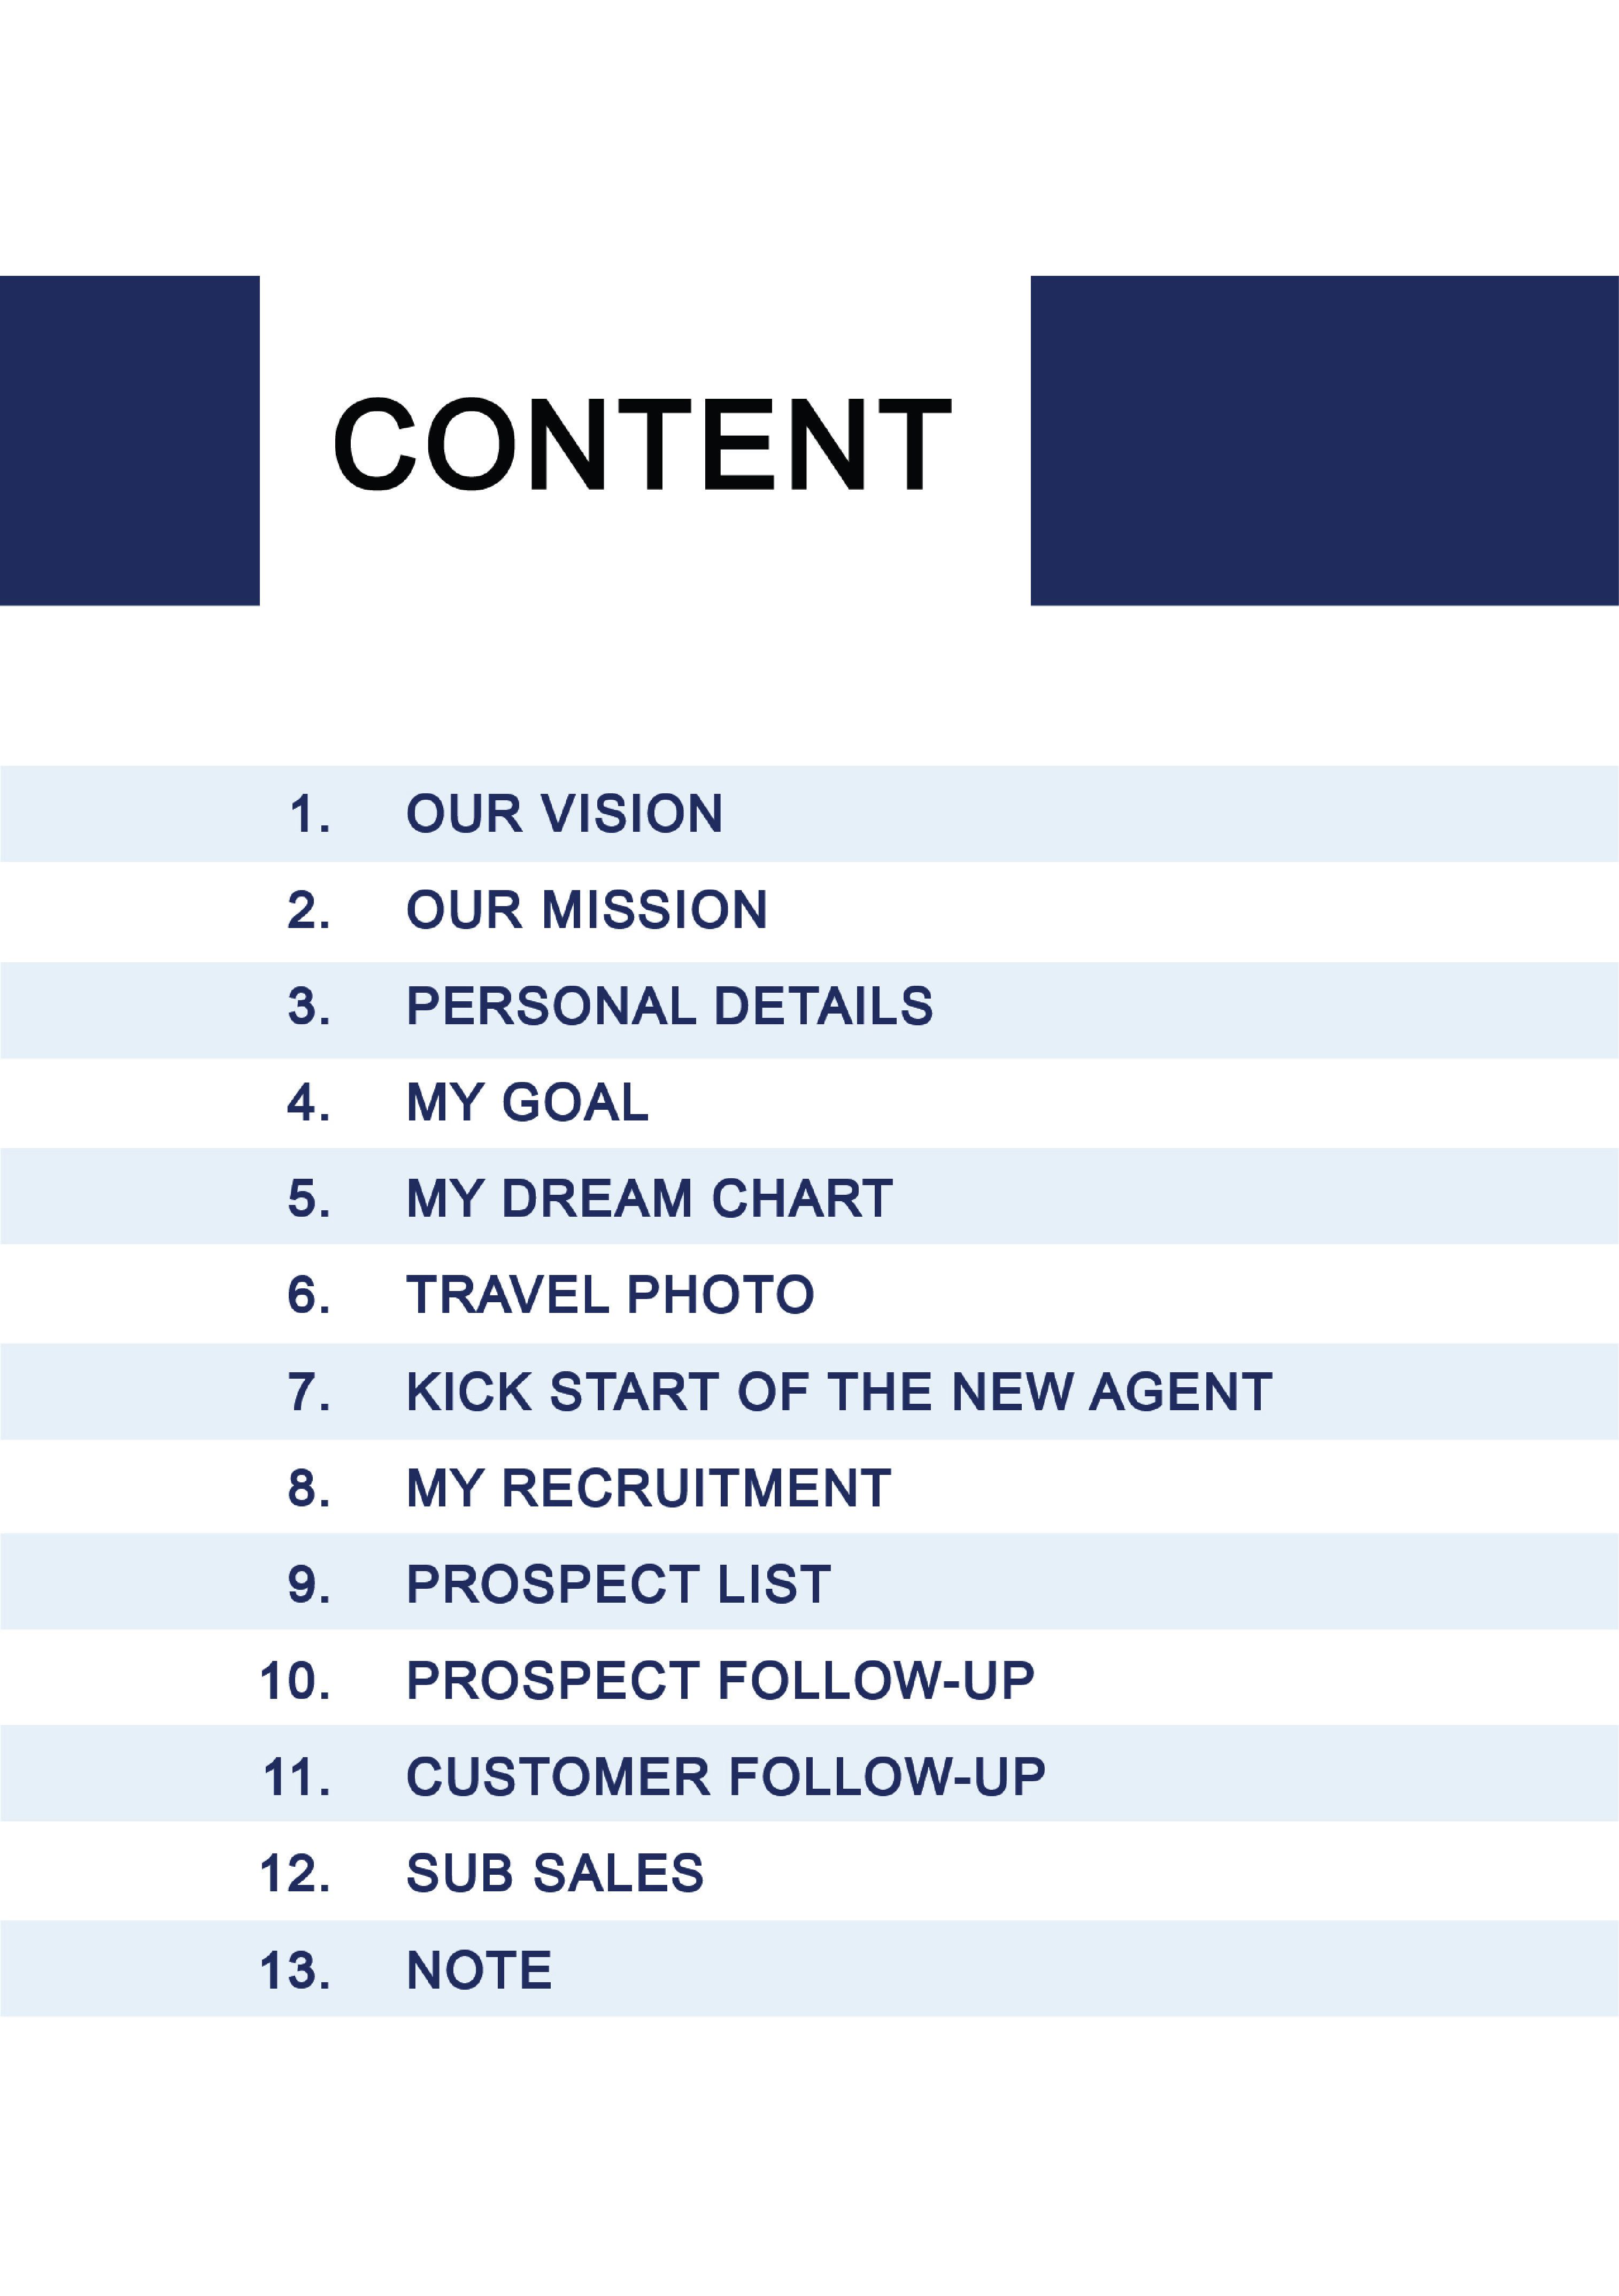 CONTENT
1. OUR VISION
2. OUR MISSION
3. PERSONAL DETAILS
4. MY GOAL
5. MY DREAM CHART
6. TRAVEL PHOTO
7. KICK START OF THE NEW AGENT
8. MY RECRUITMENT
9. PROSPECT LIST
10. PROSPECT FOLLOW-UP
11. CUSTOMER FOLLOW-UP
12. SUB SALES
13. NOTE